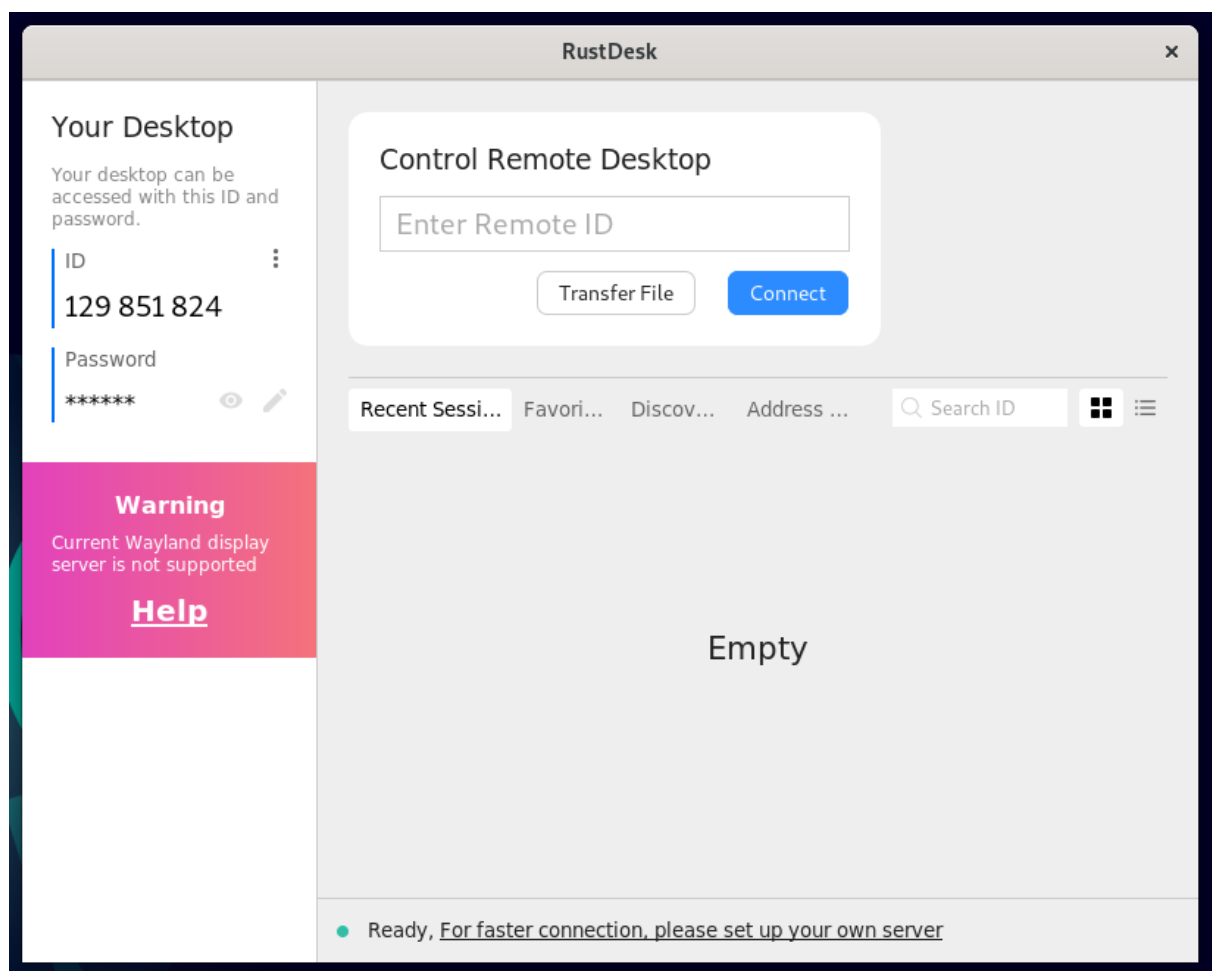 RustDesk
×
Your Desktop
Your desktop can be
accessed with this ID and
password.
ID
129 851 824
Password
******
Warning
Current Wayland display
server is not supported
Help
Control Remote Desktop
Enter Remote ID
Transfer File
Connect
Recent Sessi... Favori... Discov... Address ... Search ID
Empty
Ready, For faster connection, please set up your own server